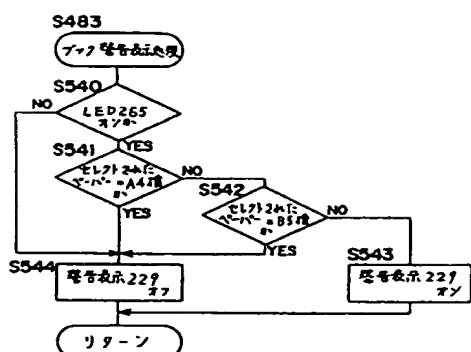 S483
ブック警告表示処理
S540
NO
LED265
オンか
S541
YES
セレクトされた
ペーパー=A4横
か
NO
S542
YES
セレクトされた
ペーパー=B5横
か
NO
YES
S543
S544
警告表示229
オフ
警告表示229
オン
リターン